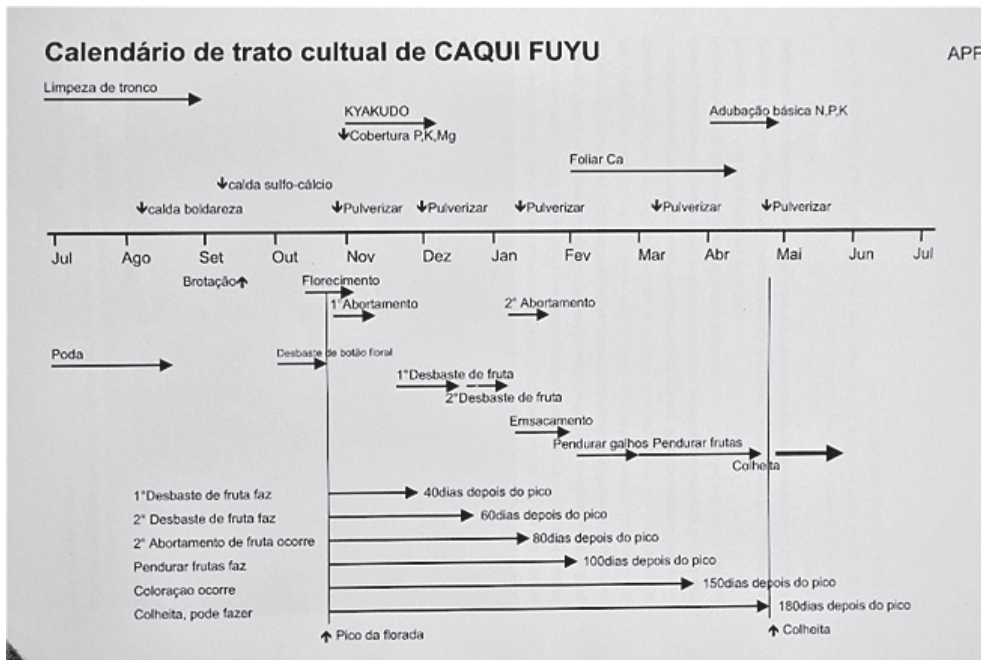 Calendário de trato cultual de CAQUI FUYU
APP
Limpeza de tronco
KYAKUDO
Adubação básica N,P,K
Cobertura P,K,Mg
Foliar Ca
calda sulfo-cálcio
calda boldareza
Pulverizar
Pulverizar
Pulverizar
Pulverizar
Pulverizar
Jul
Ago
Set
Out
Nov
Dez
Jan
Fev
Mar
Abr
Mai
Jun
Jul
Brotação
Florecimento
1°Abortamento
2° Abortamento
Poda
Desbaste de botão floral
1°Desbaste de fruta
2°Desbaste de fruta
Emsacamento
Pendurar galhos
Pendurar frutas
Colheita
1°Desbaste de fruta faz
40dias depois do pico
2° Desbaste de fruta faz
60dias depois do pico
2° Abortamento de fruta ocorre
80dias depois do pico
Pendurar frutas faz
100dias depois do pico
Coloraçao ocorre
150dias depois do pico
Colheita, pode fazer
180dias depois do pico
Pico da florada
Colheita